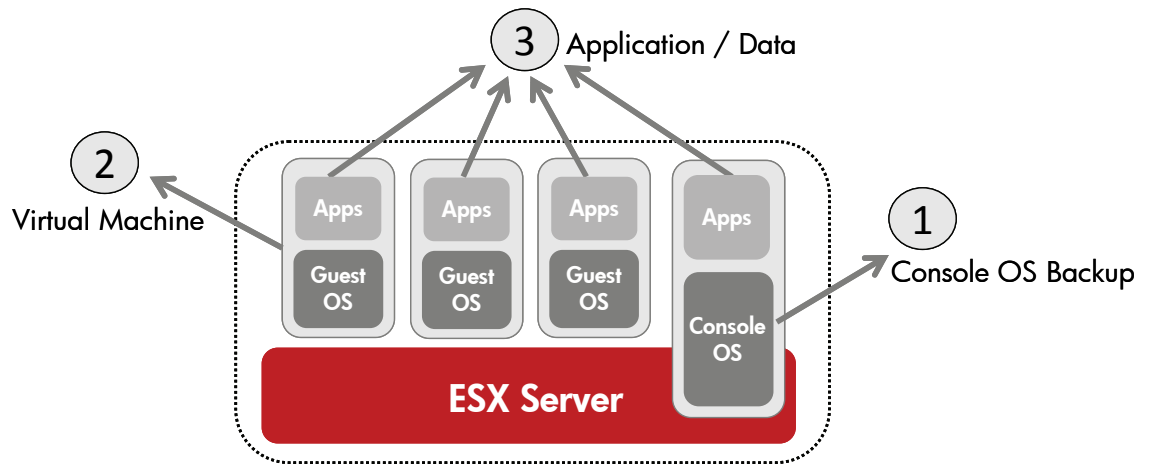 3 Application / Data
2
Virtual Machine
1
Console OS Backup
Apps
Apps
Apps
Apps
Guest
OS
Guest
OS
Guest
OS
Console
OS
ESX Server